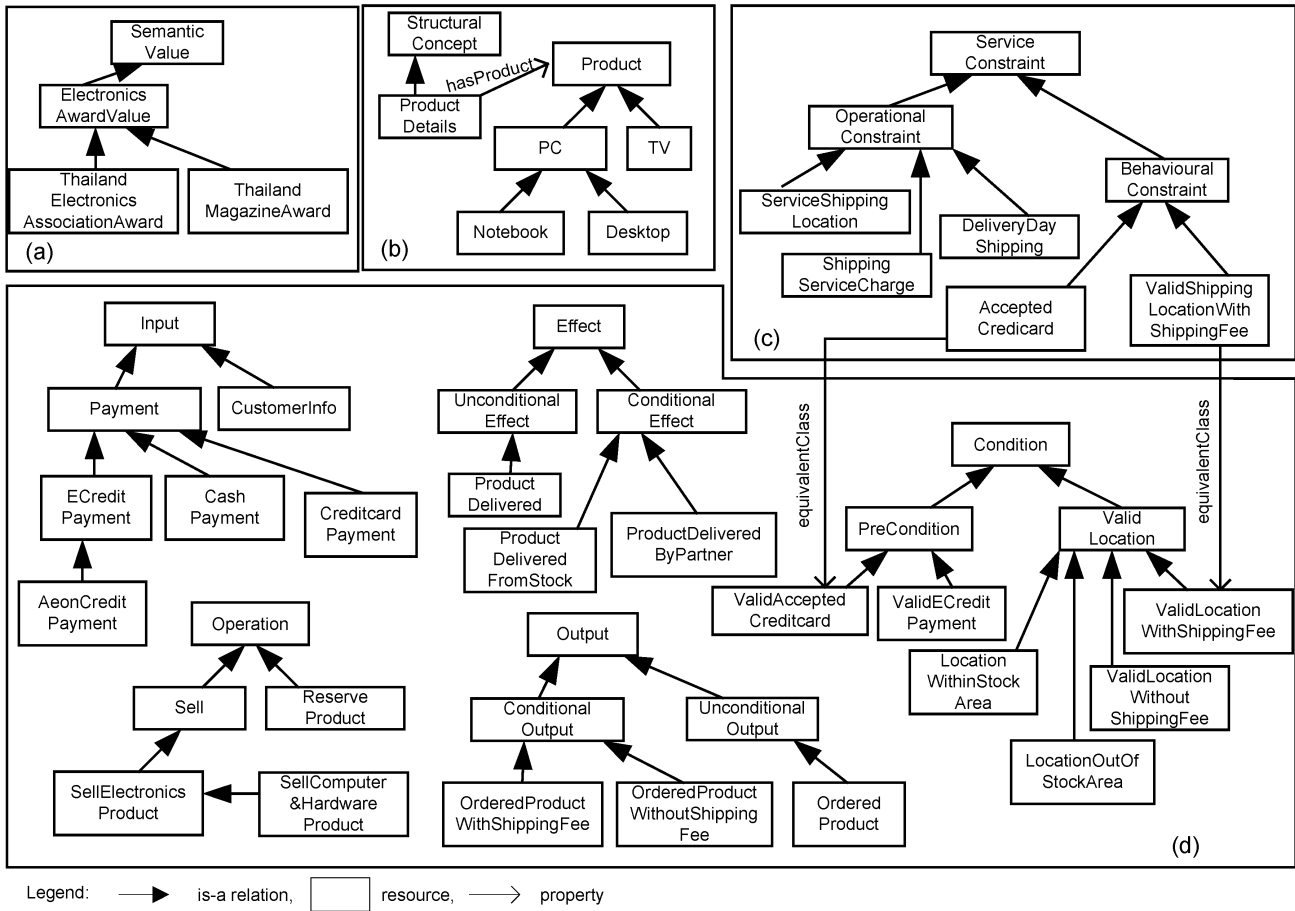 Semantic
Value
Electronics
AwardValue
Thailand
Electronics
AssociationAward
Thailand
MagazineAward
(a)
Structural
Concept
hasProduct
Product
Product
Details
PC
TV
Notebook
Desktop
(b)
Service
Constraint
Operational
Constraint
Behavioural
Constraint
ServiceShipping
Location
DeliveryDay
Shipping
Shipping
ServiceCharge
Accepted
Credicard
ValidShipping
LocationWith
ShippingFee
(c)
Input
Payment
CustomerInfo
ECredit
Payment
Cash
Payment
Creditcard
Payment
AeonCredit
Payment
Effect
Unconditional
Effect
Conditional
Effect
Product
Delivered
Product
Delivered
FromStock
ProductDelivered
ByPartner
equivalentClass
equivalentClass
Condition
PreCondition
Valid
Location
ValidAccepted
Creditcard
ValidECredit
Payment
ValidLocation
WithShippingFee
Location
WithinStock
Area
ValidLocation
Without
ShippingFee
LocationOutOf
StockArea
Operation
Sell
Reserve
Product
SellElectronics
Product
SellComputer
&Hardware
Product
Output
Conditional
Output
Unconditional
Output
OrderedProduct
WithShippingFee
OrderedProduct
WithoutShipping
Fee
Ordered
Product
(d)
Legend: is-a relation, resource, property